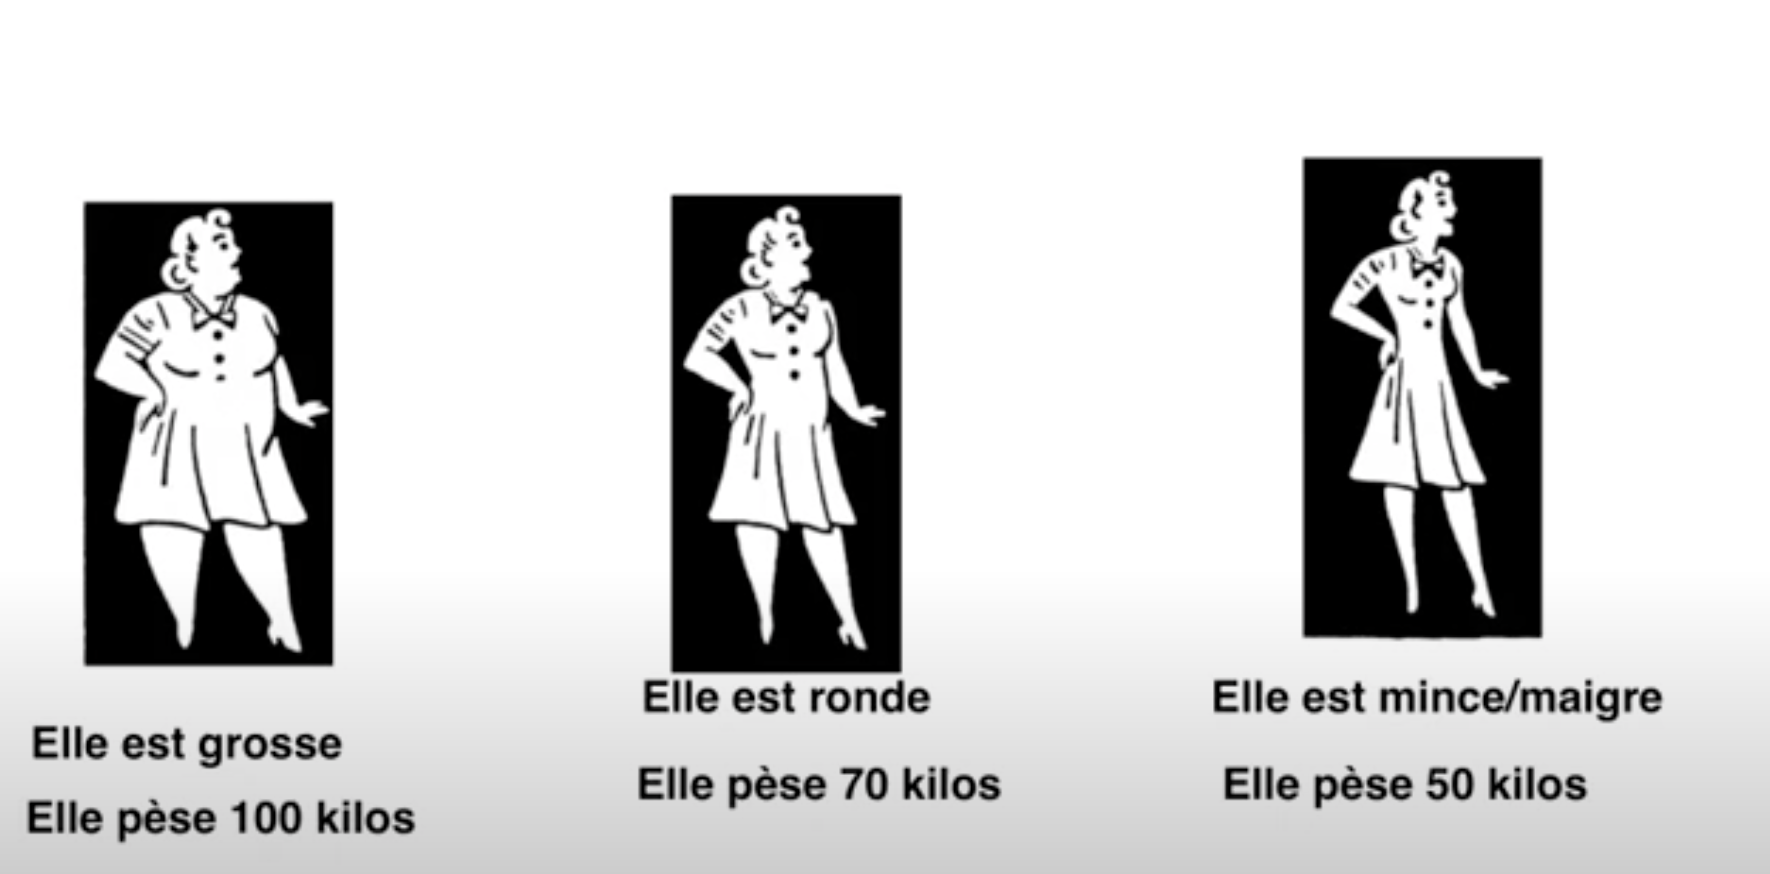 Elle est grosse
Elle pèse 100 kilos
Elle est ronde
Elle pèse 70 kilos
Elle est mince/maigre
Elle pèse 50 kilos